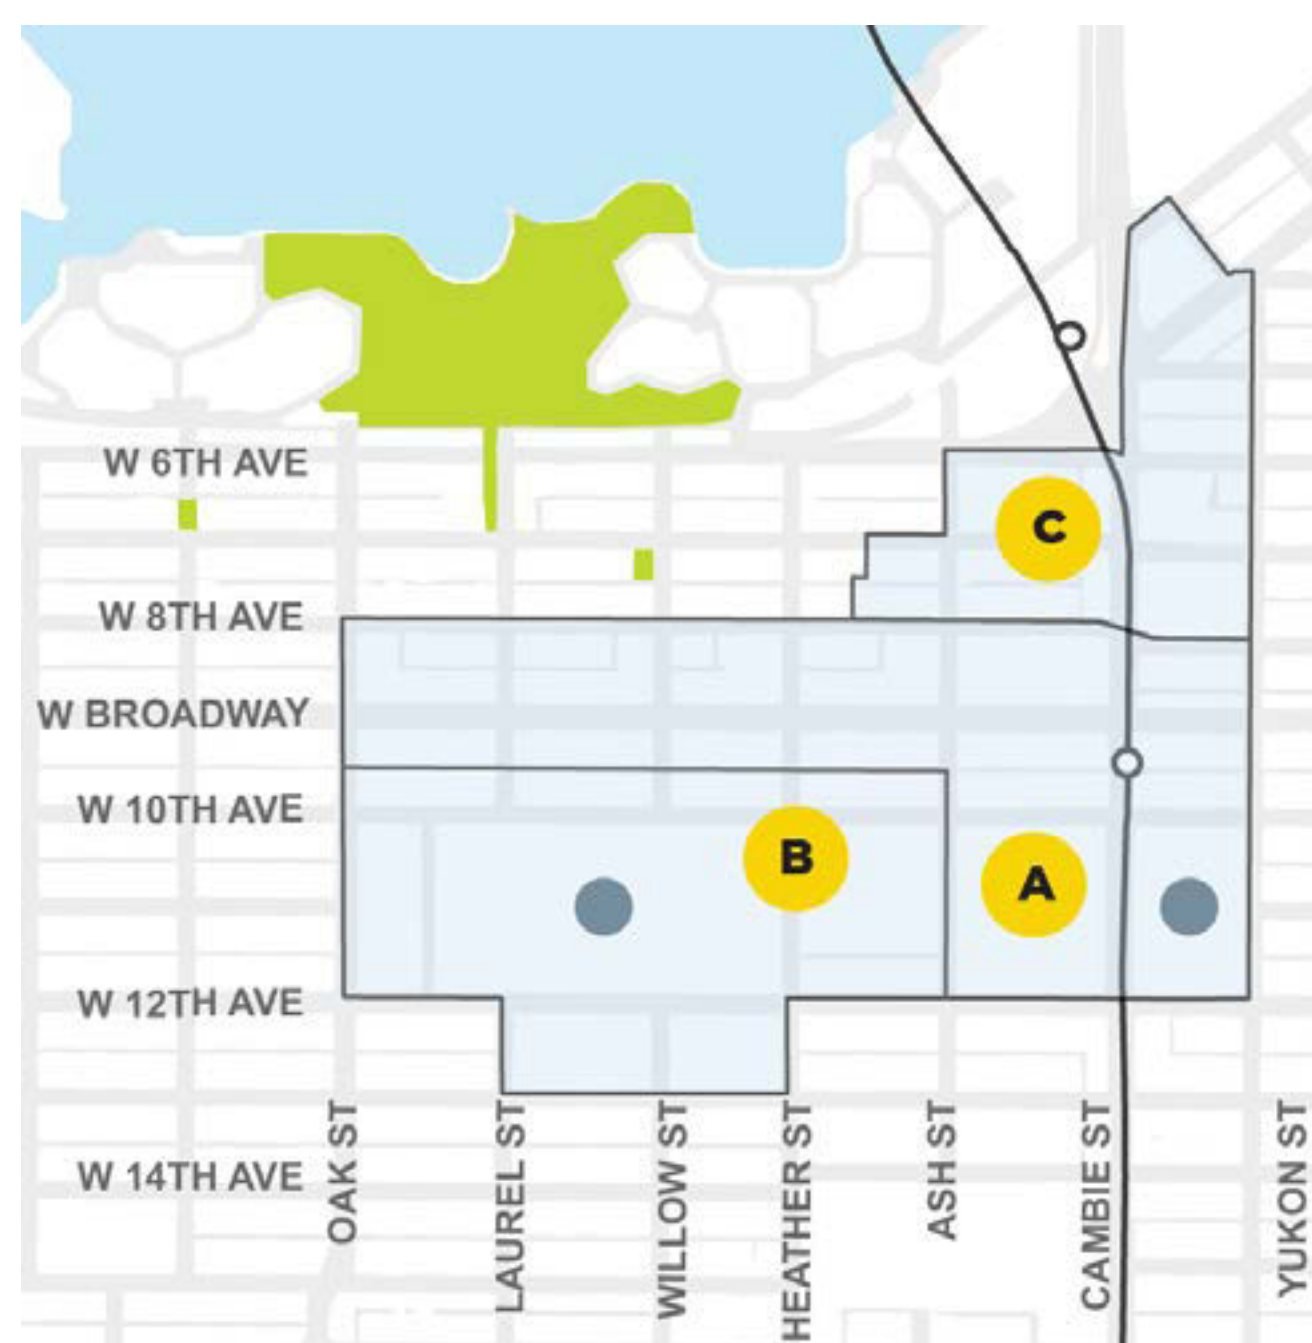 W 6TH AVE
C
W 8TH AVE
W BROADWAY
W 10TH AVE
B
A
W 12TH AVE
W 14TH AVE
OAK ST
LAUREL ST
WILLOW ST
HEATHER ST
ASH ST
CAMBIE ST
YUKON ST